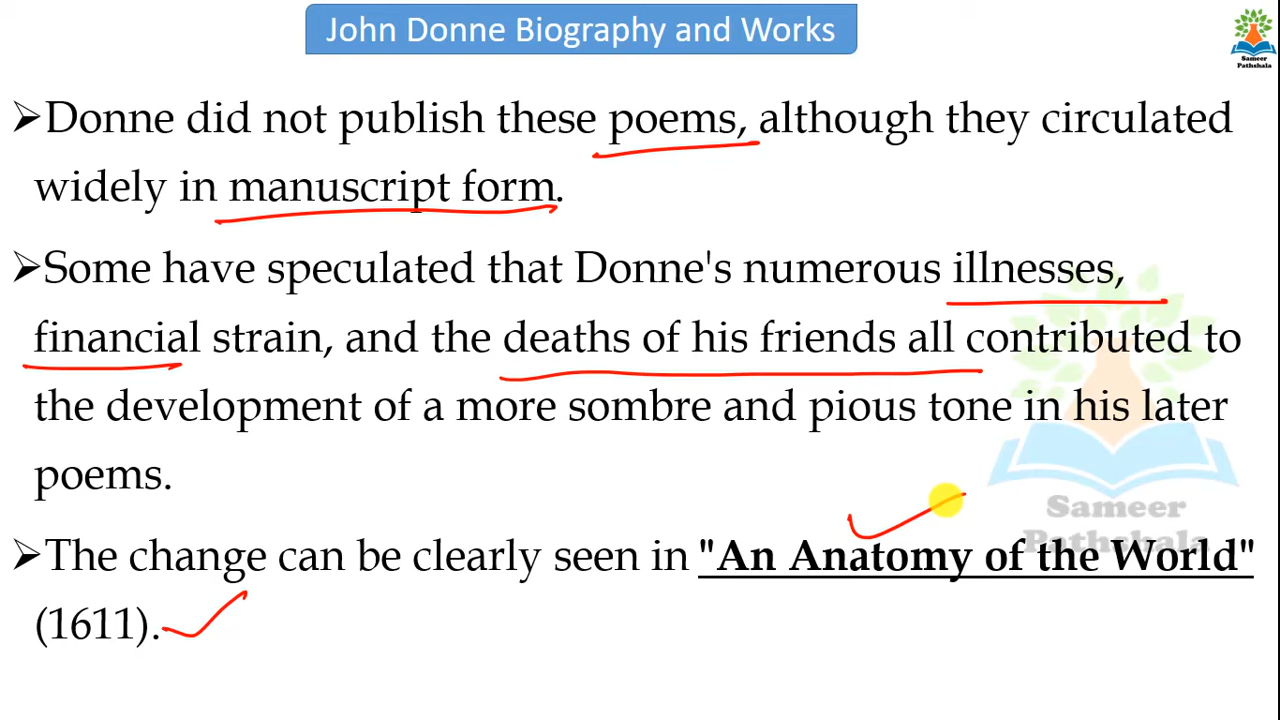 John Donne Biography and Works
Sameer
Pathshala
➢Donne did not publish these poems, although they circulated
widely in manuscript form.
➢Some have speculated that Donne's numerous illnesses,
financial strain, and the deaths of his friends all contributed to
the development of a more sombre and pious tone in his later
poems.
Sameer
Pathshala
➢The change can be clearly seen in "An Anatomy of the World"
(1611).